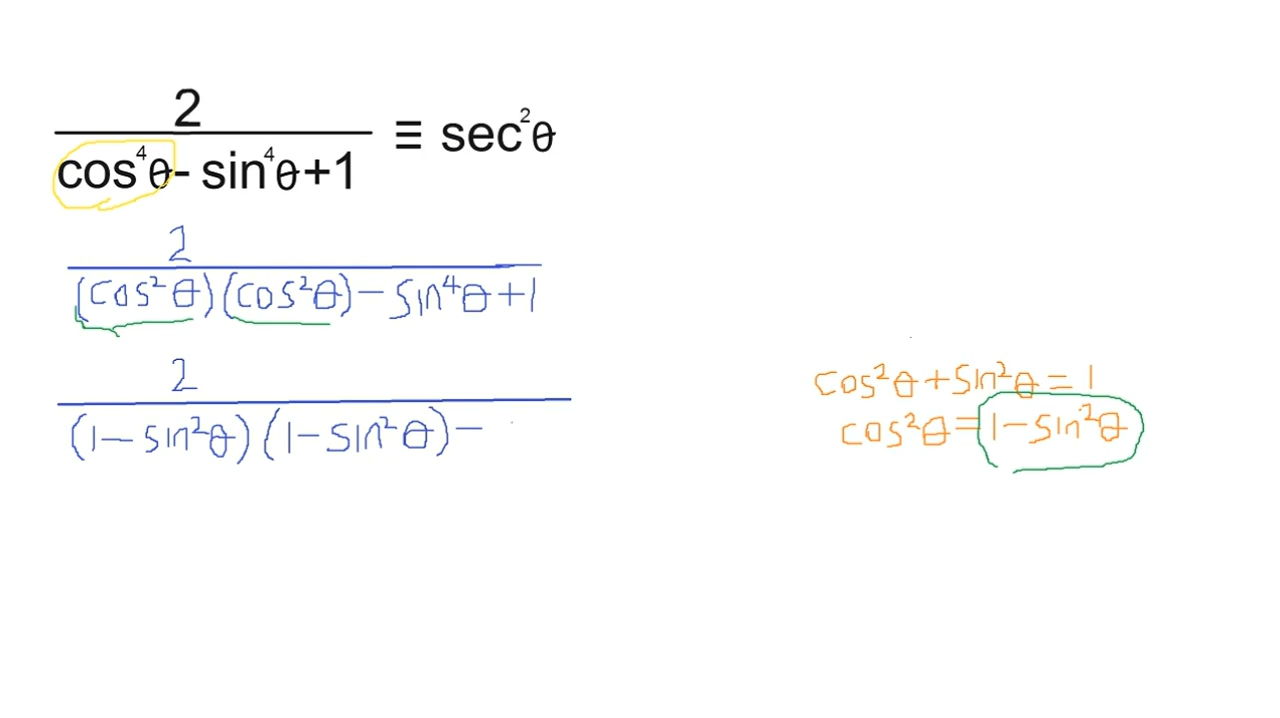 2
cos⁴θ- sin⁴θ+1 ≡ sec²θ
2
(cos²θ)(cos²θ)-sin⁴θ+1
2
(1-sin²θ)(1-sin²θ)-
cos²θ+sin²θ=1
cos²θ=1-sin²θ